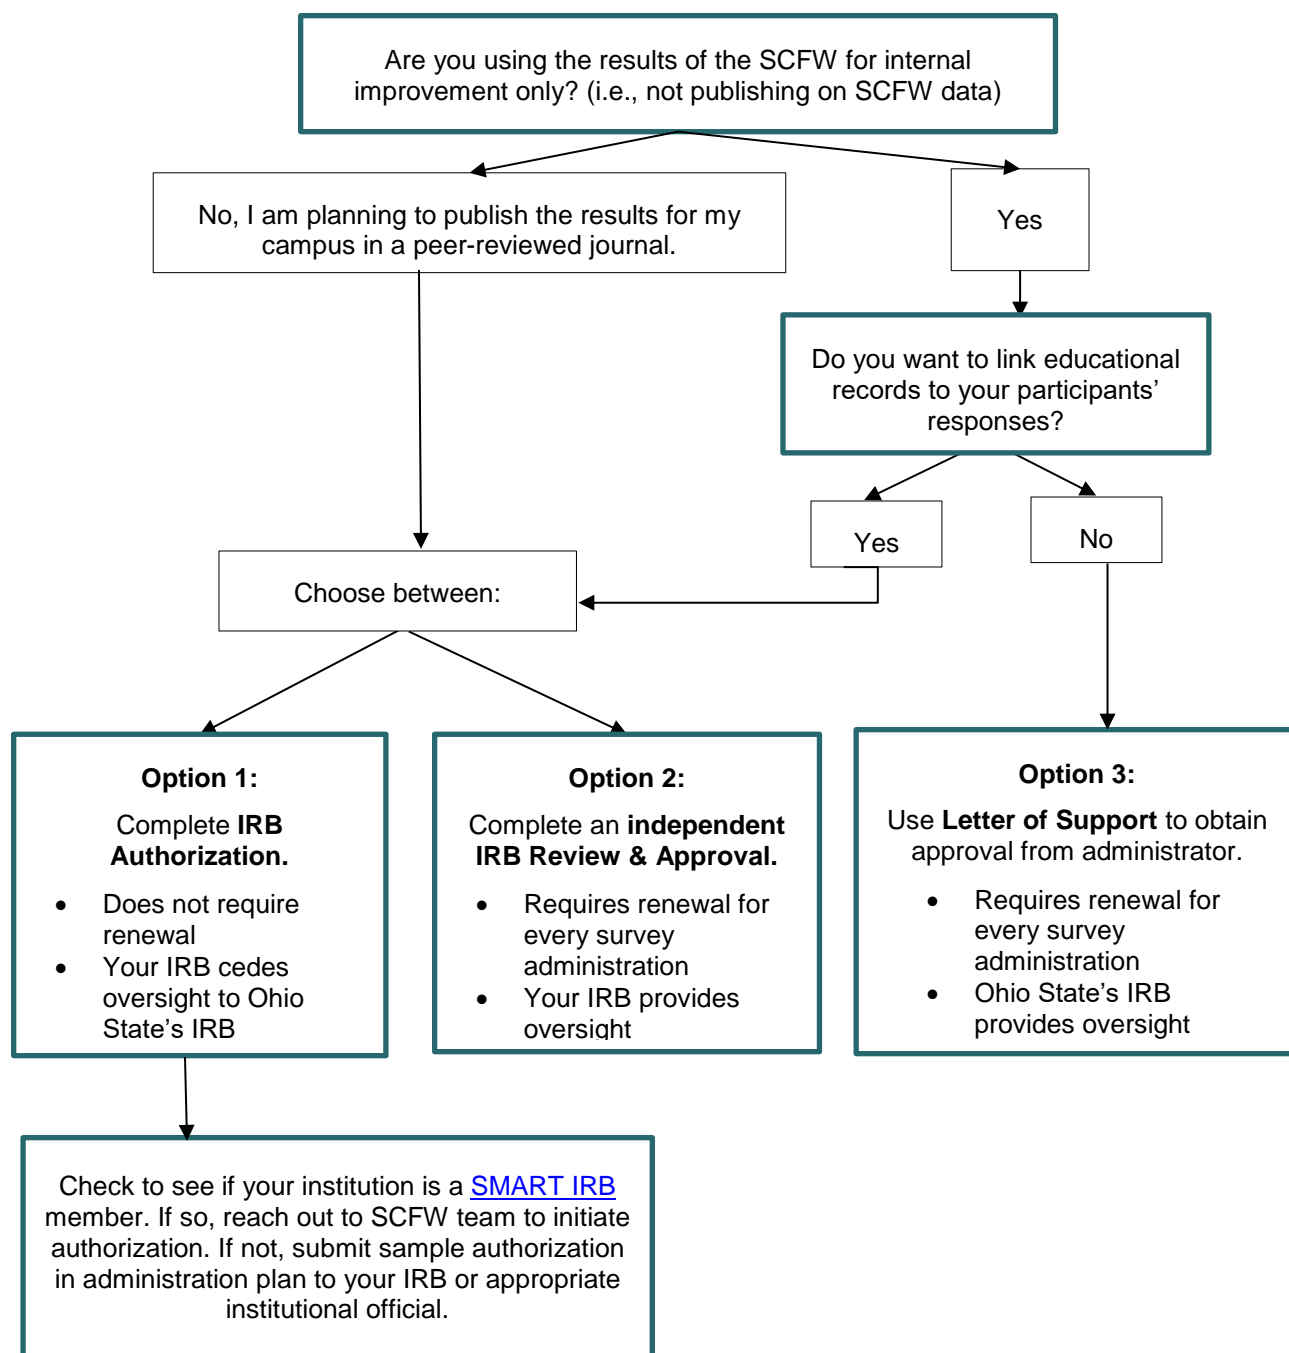 Are you using the results of the SCFW for internal
improvement only? (i.e., not publishing on SCFW data)
No, I am planning to publish the results for my
campus in a peer-reviewed journal.
Yes
Do you want to link educational
records to your participants’
responses?
Yes
No
Choose between:
Option 1:
Complete IRB
Authorization.
• Does not require
renewal
• Your IRB cedes
oversight to Ohio
State’s IRB
Option 2:
Complete an independent
IRB Review & Approval.
• Requires renewal for
every survey
administration
• Your IRB provides
oversight
Option 3:
Use Letter of Support to obtain
approval from administrator.
• Requires renewal for
every survey
administration
• Ohio State’s IRB
provides oversight
Check to see if your institution is a SMART IRB
member. If so, reach out to SCFW team to initiate
authorization. If not, submit sample authorization
in administration plan to your IRB or appropriate
institutional official.